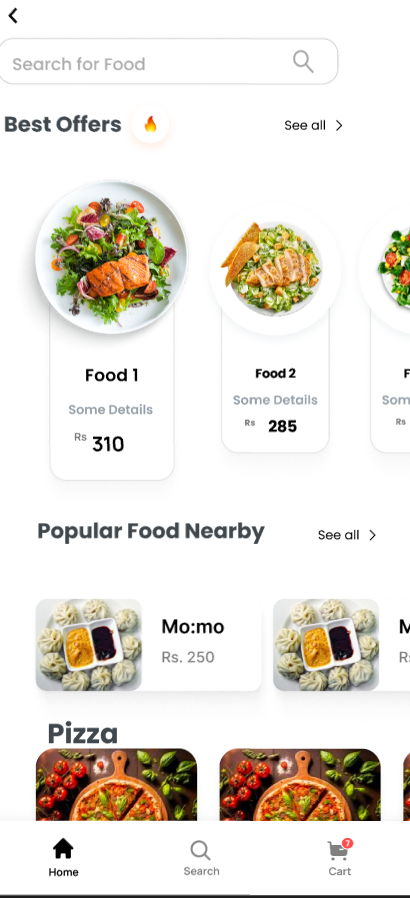 Search for Food
Best Offers
See all
Food 1
Some Details
Rs 310
Food 2
Some Details
Rs 285
F
Som
Rs
Popular Food Nearby
See all
Mo:mo
Rs. 250
M
Rs
Pizza
Home
Search
7
Cart